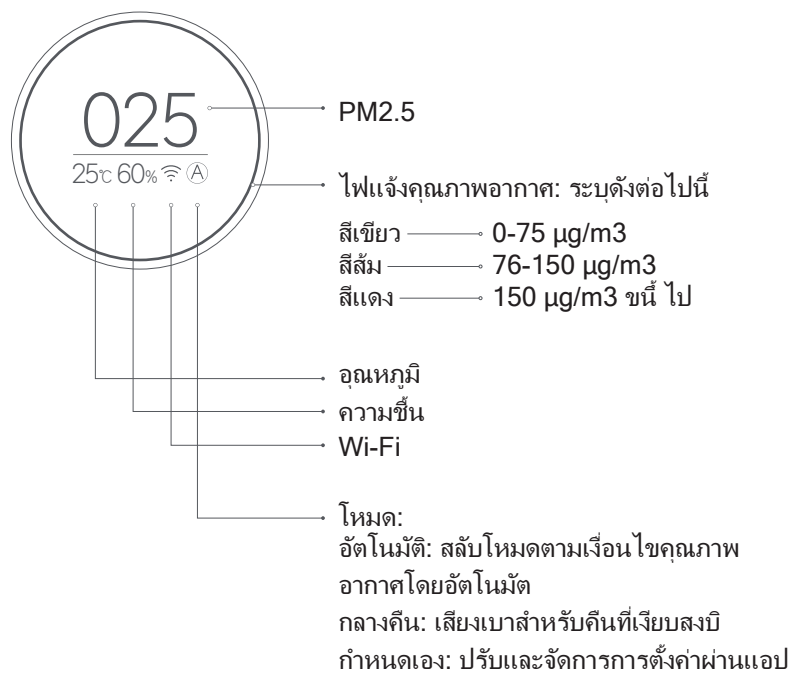 025
25℃ 60% A
PM2.5
ไฟแจ้งคุณภาพอากาศ: ระบุดังต่อไปนี้
สีเขียว 0-75 µg/m3
สีส้ม 76-150 µg/m3
สีแดง 150 µg/m3 ขนึ้ ไป
อุณหภูมิ
ความชื้น
Wi-Fi
โหมด:
อัตโนมัติ: สลับโหมดตามเงื่อนไขคุณภาพ
อากาศโดยอัตโนมัต
กลางคืน: เสียงเบาสำหรับคืนที่เงียบสงบิ
กำหนดเอง: ปรับและจัดการการตั้งค่าผ่านแอป